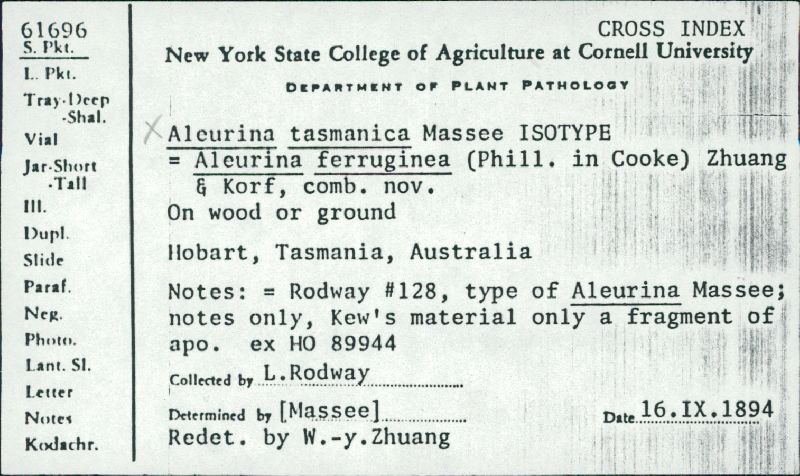 61696
S. Pkt.
L. Pkt.
Tray-Deep
-Shal.
Vial
Jar-Short
-Tall
Ill.
Dupl.
Slide
Paraf.
Neg.
Photo.
Lant. Sl.
Letter
Notes
Kodachr.
CROSS INDEX
New York State College of Agriculture at Cornell University
DEPARTMENT OF PLANT PATHOLOGY
X Aleurina tasmanica Massee ISOTYPE
= Aleurina ferruginea (Phill. in Cooke) Zhuang
& Korf, comb. nov.
On wood or ground
Hobart, Tasmania, Australia
Notes: = Rodway #128, type of Aleurina Massee;
notes only, Kew's material only a fragment of
apo. ex HO 89944
Collected by L.Rodway
Determined by [Massee] Date 16.IX.1894
Redet. by W.-y.Zhuang